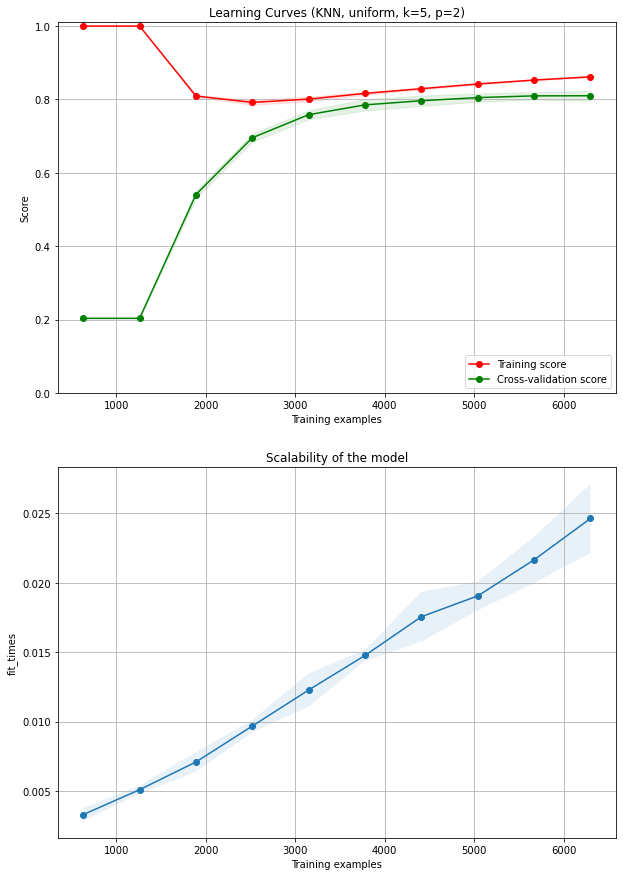 Learning Curves (KNN, uniform, k=5, p=2)
1.0
0.8
0.6
0.4
0.2
0.0
Score
Training score
Cross-validation score
1000 2000 3000 4000 5000 6000
Training examples
Scalability of the model
0.025
0.020
0.015
0.010
0.005
fit_times
1000 2000 3000 4000 5000 6000
Training examples